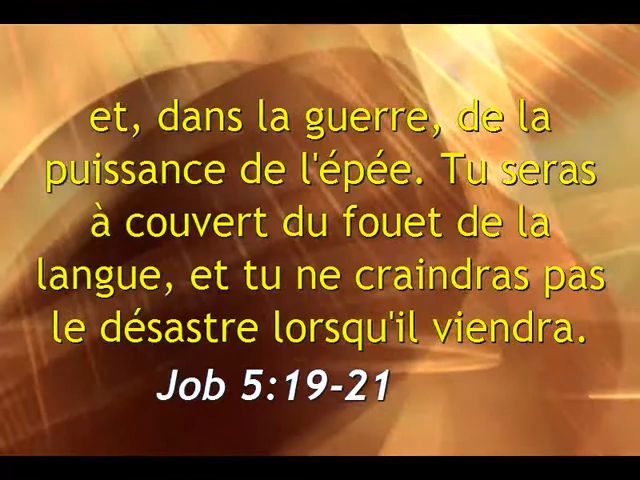 et, dans la guerre, de la
puissance de l'épée. Tu seras
à couvert du fouet de la
langue, et tu ne craindras pas
le désastre lorsqu'il viendra.
Job 5:19-21